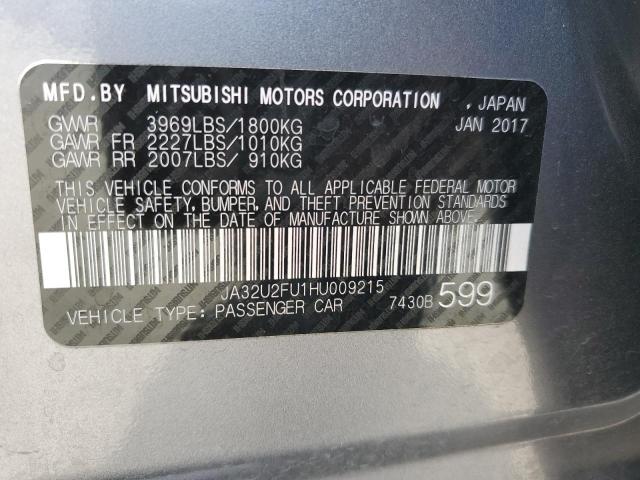 MFD.BY MITSUBISHI MOTORS CORPORATION , JAPAN
GWVR 3969LBS/1800KG JAN 2017
GAWR FR 2227LBS/1010KG
GAWR RR 2007LBS/ 910KG
THIS VEHICLE CONFORMS TO ALL APPLICABLE FEDERAL MOTOR
VEHICLE SAFETY, BUMPER, AND THEFT PREVENTION STANDARDS
IN EFFECT ON THE DATE OF MANUFACTURE SHOWN ABOVE.
JA32U2FU1HU009215
VEHICLE TYPE: PASSENGER CAR 7430B 599